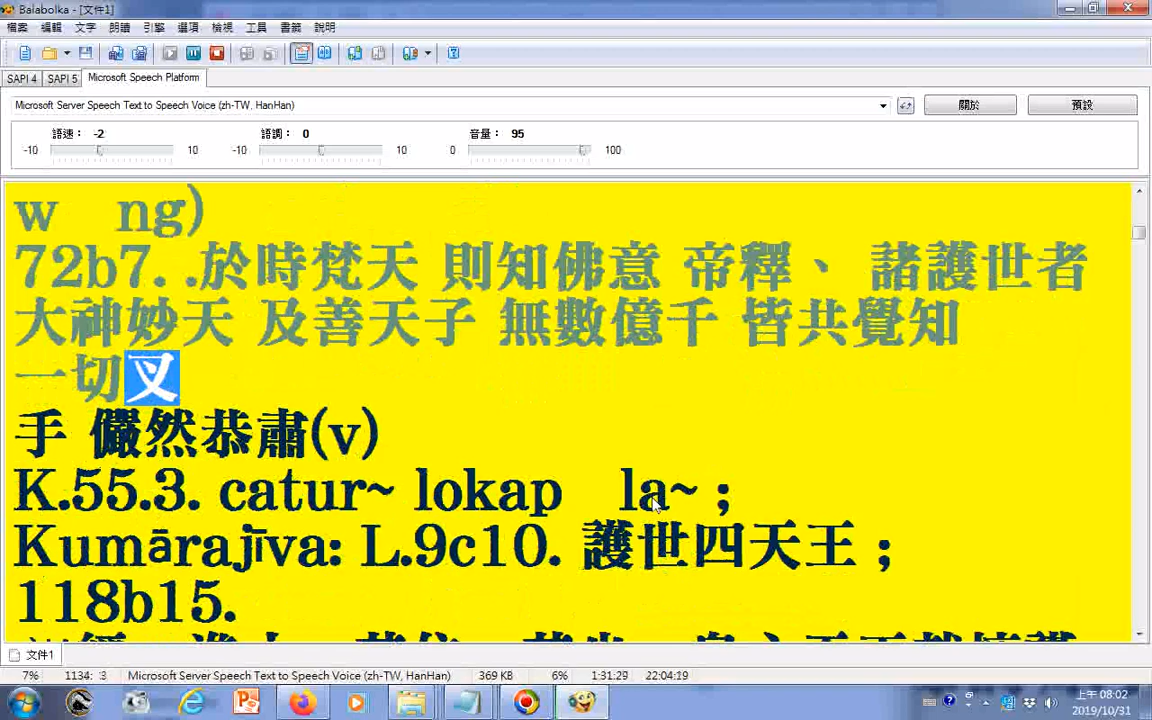 Balabolka - [文件1]
檔案 編輯 文字 朗讀 引擎 選項 檢視 工具 書籤 說明
SAPI 4 SAPI 5 Microsoft Speech Platform
Microsoft Server Speech Text to Speech Voice (zh-TW, HanHan) 關於 預設
語速： -2 語調： 0 音量： 95
-10 10 -10 10 0 100
w ng)
72b7. .於時梵天 則知佛意 帝釋、 諸護世者
大神妙天 及善天子 無數億千 皆共覺知
一切叉
手 儼然恭肅(v)
K.55.3. catur~ lokap la~ ;
Kumārajīva: L.9c10. 護世四天王 ;
118b15.
文件1
7% 1134: 3 Microsoft Server Speech Text to Speech Voice (zh-TW, HanHan) 369 KB 6% 1:31:29 22:04:19
上午 08:02
2019/10/31